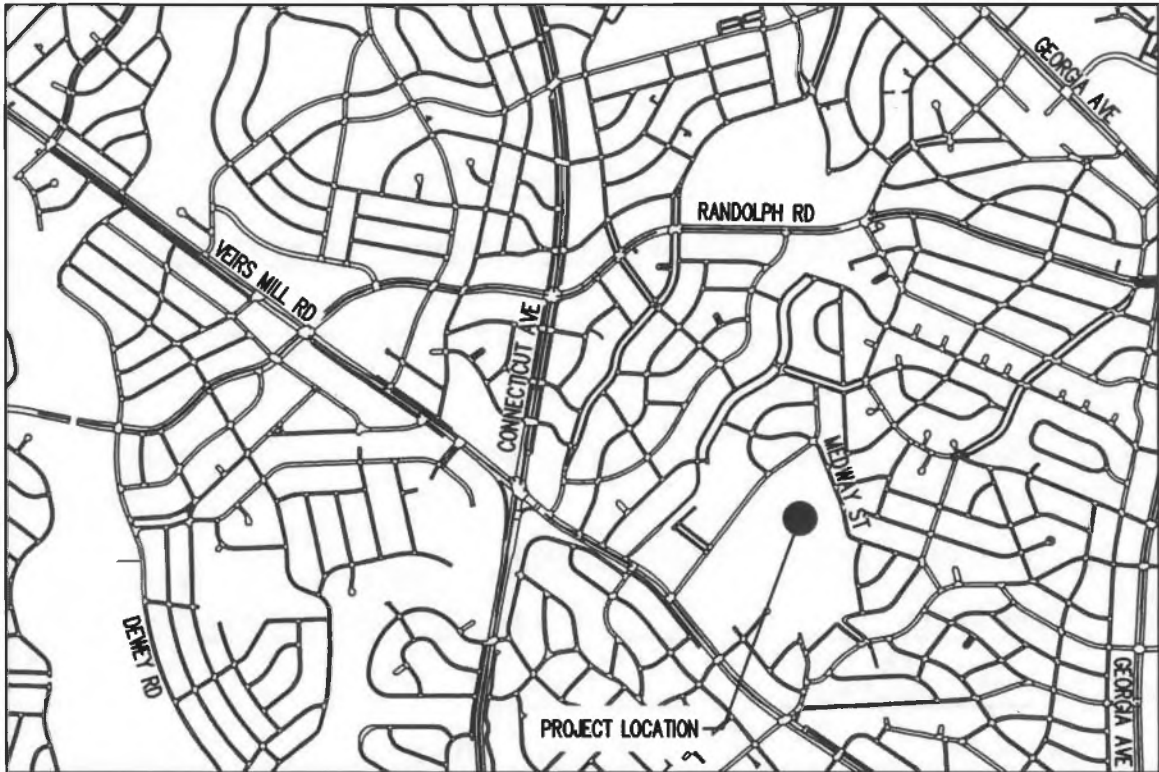 GEORGIA AVE
RANDOLPH RD
VEIRS MILL RD
CONNECTICUT AVE
MEDWAY ST
DEWEY RD
GEORGIA AVE
PROJECT LOCATION